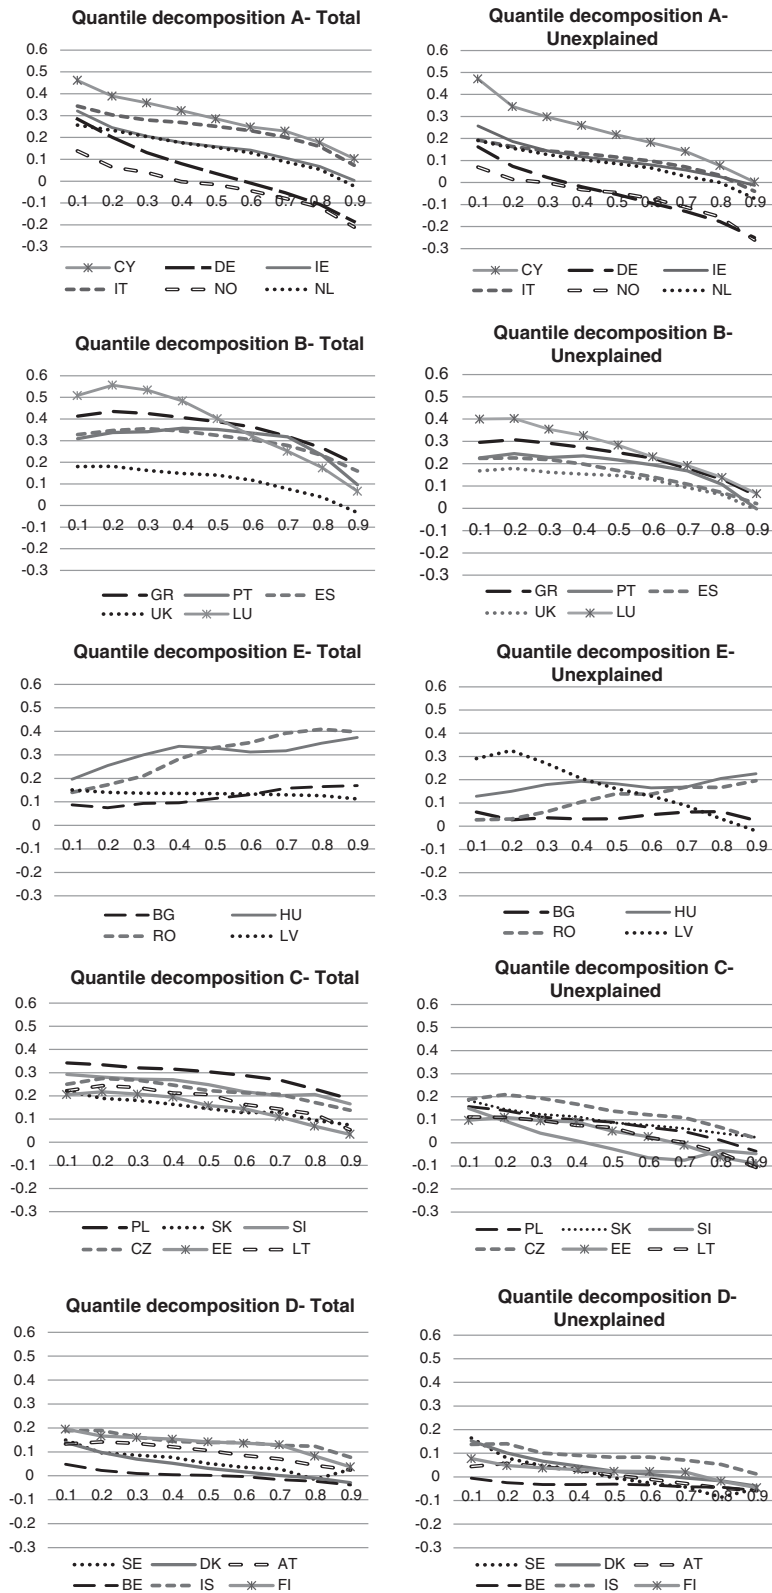 Quantile decomposition A- Total
0.6
0.5
0.4
0.3
0.2
0.1
0
-0.1
-0.2
-0.3
0.1 0.2 0.3 0.4 0.5 0.6 0.7 0.8 0.9
CY DE IE
IT NO NL
Quantile decomposition A-
Unexplained
0.6
0.5
0.4
0.3
0.2
0.1
0
-0.1
-0.2
-0.3
0.1 0.2 0.3 0.4 0.5 0.6 0.7 0.8 0.9
CY DE IE
IT NO NL
Quantile decomposition B- Total
0.6
0.5
0.4
0.3
0.2
0.1
0
-0.1
-0.2
-0.3
0.1 0.2 0.3 0.4 0.5 0.6 0.7 0.8 0.9
GR PT ES
UK LU
Quantile decomposition B-
Unexplained
0.6
0.5
0.4
0.3
0.2
0.1
0
-0.1
-0.2
-0.3
0.1 0.2 0.3 0.4 0.5 0.6 0.7 0.8 0.9
GR PT ES
UK LU
Quantile decomposition E- Total
0.6
0.5
0.4
0.3
0.2
0.1
0
-0.1
-0.2
-0.3
0.1 0.2 0.3 0.4 0.5 0.6 0.7 0.8 0.9
BG HU
RO LV
Quantile decomposition E-
Unexplained
0.6
0.5
0.4
0.3
0.2
0.1
0
-0.1
-0.2
-0.3
0.1 0.2 0.3 0.4 0.5 0.6 0.7 0.8 0.9
BG HU
RO LV
Quantile decomposition C- Total
0.6
0.5
0.4
0.3
0.2
0.1
0
-0.1
-0.2
-0.3
0.1 0.2 0.3 0.4 0.5 0.6 0.7 0.8 0.9
PL SK SI
CZ EE LT
Quantile decomposition C-
Unexplained
0.6
0.5
0.4
0.3
0.2
0.1
0
-0.1
-0.2
-0.3
0.1 0.2 0.3 0.4 0.5 0.6 0.7 0.8 0.9
PL SK SI
CZ EE LT
Quantile decomposition D- Total
0.6
0.5
0.4
0.3
0.2
0.1
0
-0.1
-0.2
-0.3
0.1 0.2 0.3 0.4 0.5 0.6 0.7 0.8 0.9
SE DK AT
BE IS FI
Quantile decomposition D-
Unexplained
0.6
0.5
0.4
0.3
0.2
0.1
0
-0.1
-0.2
-0.3
0.1 0.2 0.3 0.4 0.5 0.6 0.7 0.8 0.9
SE DK AT
BE IS FI